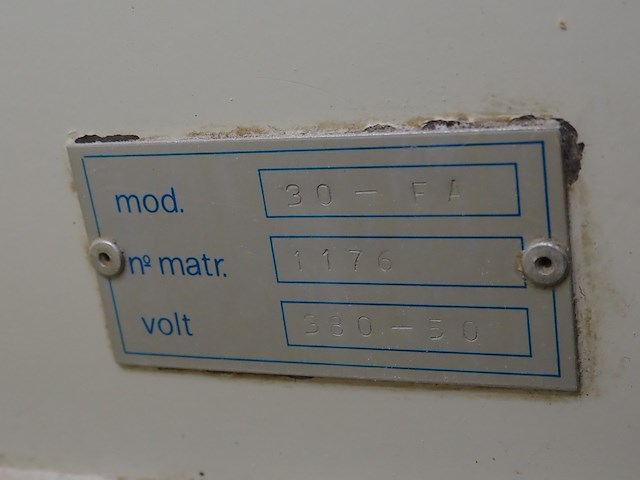 mod. 30 - FA
nº matr. 1176
volt 380-50